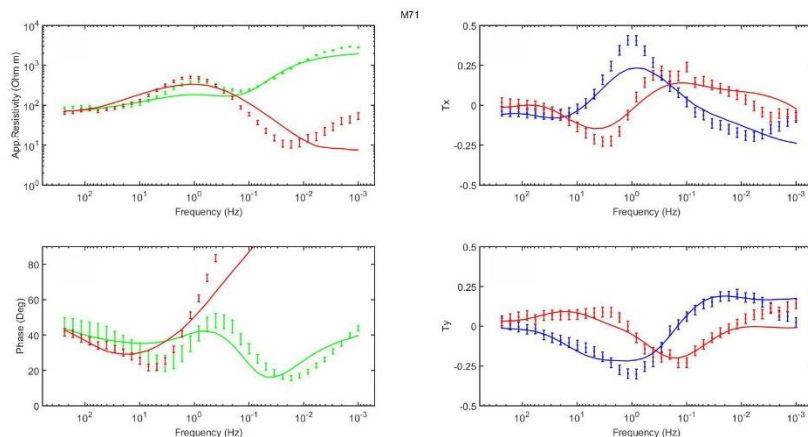 M71
App.Resisitivity (Ohm m)
10⁴
10³
10²
10¹
10⁰
10² 10¹ 10⁰ 10⁻¹ 10⁻² 10⁻³
Frequency (Hz)
Tx
0.5
0.25
0
-0.25
-0.5
10² 10¹ 10⁰ 10⁻¹ 10⁻² 10⁻³
Frequency (Hz)
Phase (Deg)
80
60
40
20
0
10² 10¹ 10⁰ 10⁻¹ 10⁻² 10⁻³
Frequency (Hz)
Ty
0.5
0.25
0
-0.25
-0.5
10² 10¹ 10⁰ 10⁻¹ 10⁻² 10⁻³
Frequency (Hz)